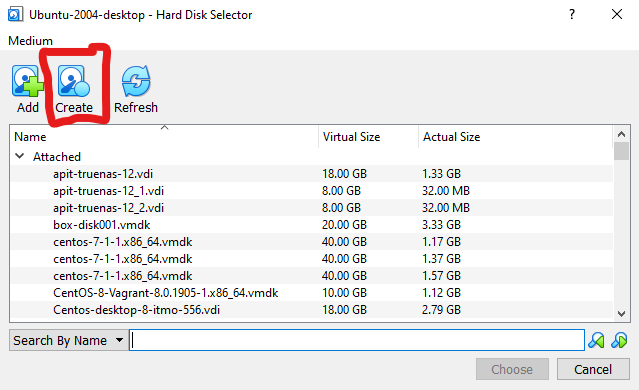 Ubuntu-2004-desktop - Hard Disk Selector
Medium
Add Create Refresh
Name Virtual Size Actual Size
Attached
apit-truenas-12.vdi 18.00 GB 1.33 GB
apit-truenas-12_1.vdi 8.00 GB 32.00 MB
apit-truenas-12_2.vdi 8.00 GB 32.00 MB
box-disk001.vmdk 20.00 GB 3.33 GB
centos-7-1-1.x86_64.vmdk 40.00 GB 1.17 GB
centos-7-1-1.x86_64.vmdk 40.00 GB 1.37 GB
centos-7-1-1.x86_64.vmdk 40.00 GB 1.57 GB
CentOS-8-Vagrant-8.0.1905-1.x86_64.vmdk 10.00 GB 1.12 GB
Centos-desktop-8-itmo-556.vdi 18.00 GB 2.79 GB
Search By Name
Choose Cancel